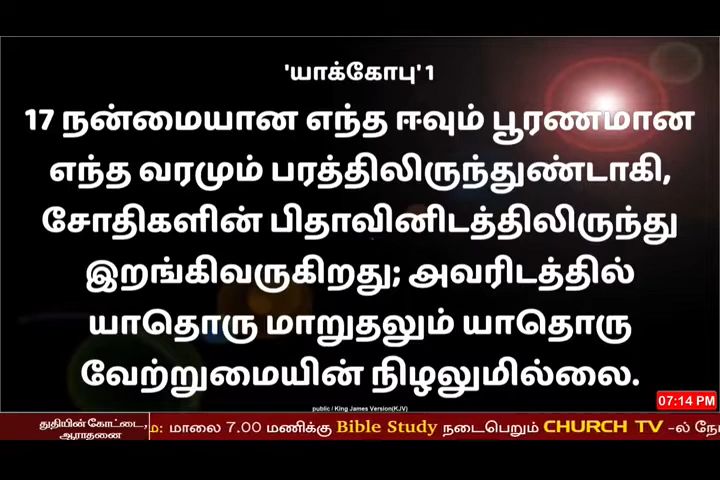 'யாக்கோபு' 1
17 நன்மையான எந்த ஈவும் பூரணமான
எந்த வரமும் பரத்திலிருந்துண்டாகி,
சோதிகளின் பிதாவினிடத்திலிருந்து
இறங்கிவருகிறது; அவரிடத்தில்
யாதொரு மாறுதலும் யாதொரு
வேற்றுமையின் நிழலுமில்லை.
public / King James Version(KJV)
07:14 PM
துதியின் கோட்டை,
ஆராதனை
ம: மாலை 7.00 மணிக்கு Bible Study நடைபெறும் CHURCH TV -ல் நே